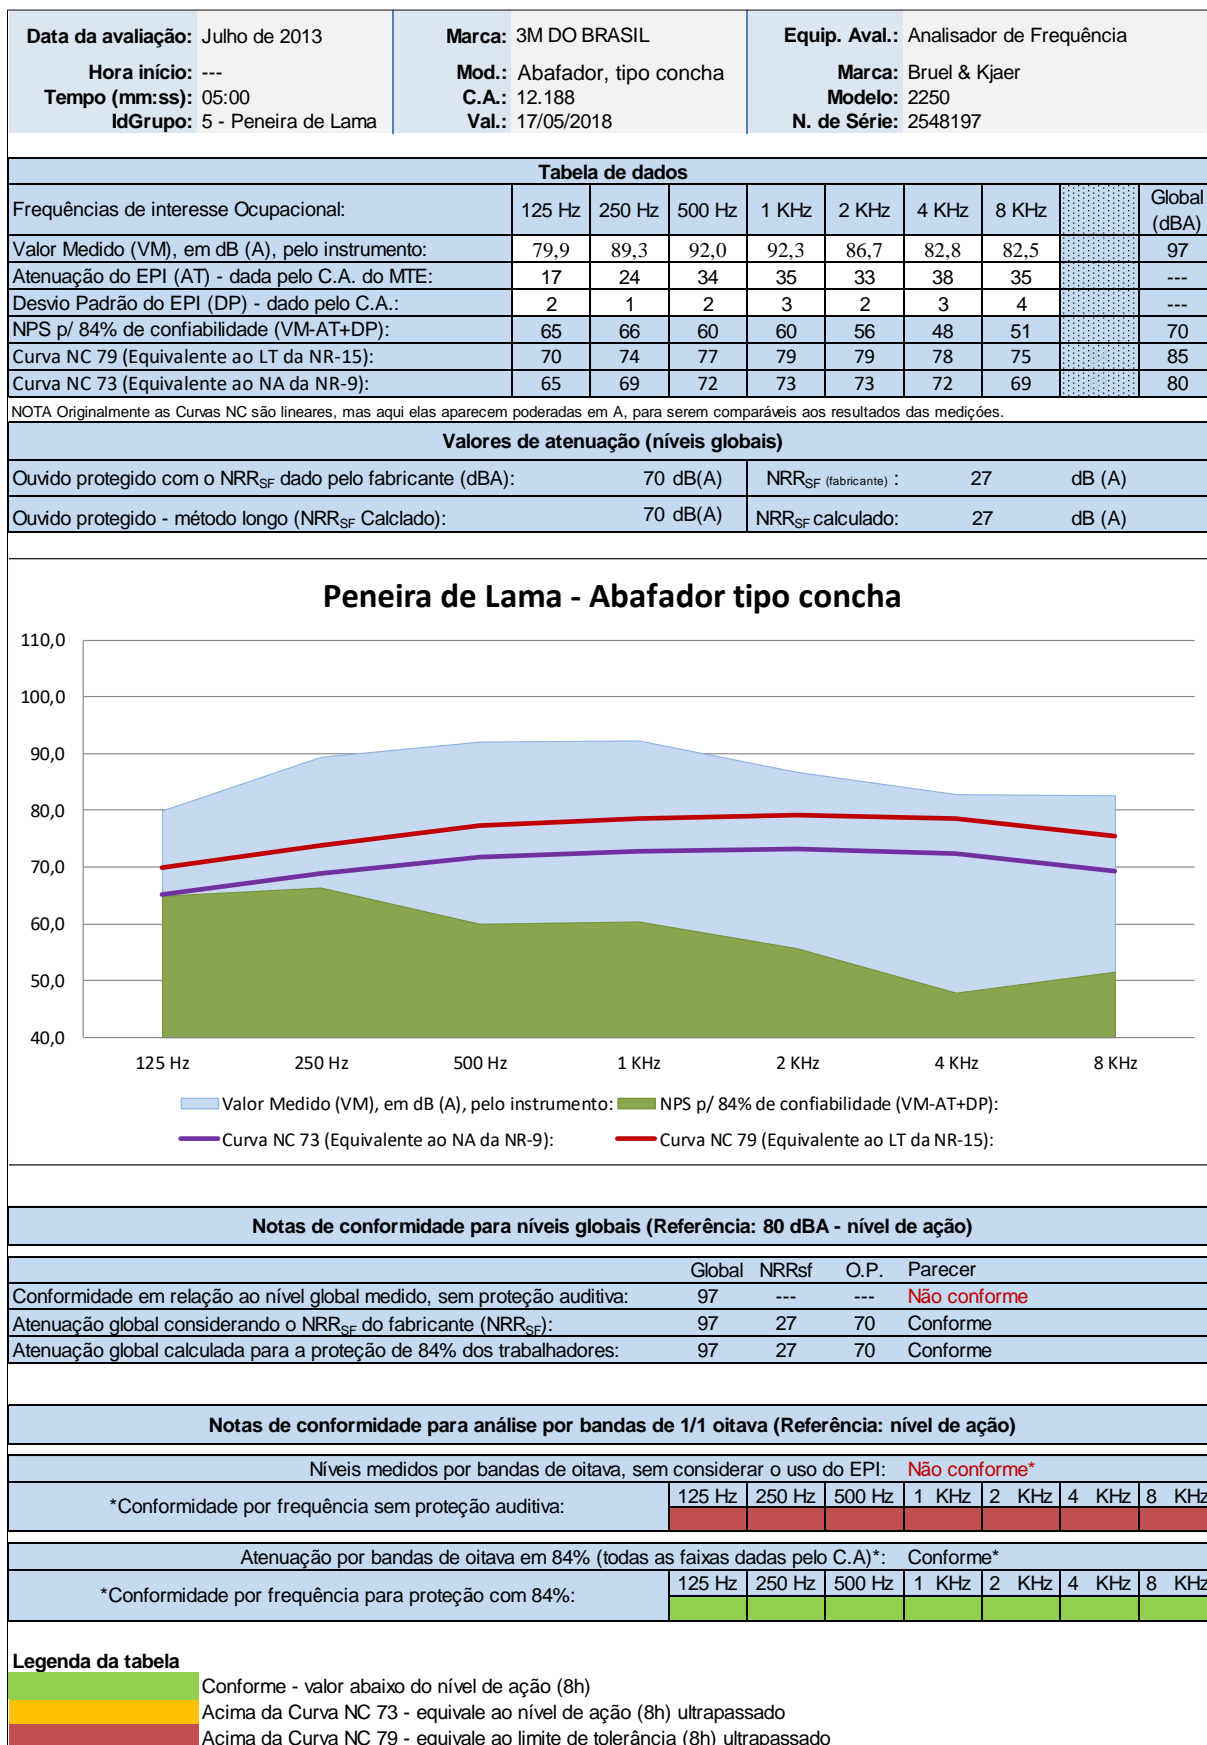 Data da avaliação: Julho de 2013 Marca: 3M DO BRASIL Equip. Aval.: Analisador de Frequência
Hora início: --- Mod.: Abafador, tipo concha Marca: Bruel & Kjaer
Tempo (mm:ss): 05:00 C.A.: 12.188 Modelo: 2250
IdGrupo: 5 - Peneira de Lama Val.: 17/05/2018 N. de Série: 2548197
Tabela de dados
Frequências de interesse Ocupacional: 125 Hz 250 Hz 500 Hz 1 KHz 2 KHz 4 KHz 8 KHz Global (dBA)
Valor Medido (VM), em dB (A), pelo instrumento: 79,9 89,3 92,0 92,3 86,7 82,8 82,5 97
Atenuação do EPI (AT) - dada pelo C.A. do MTE: 17 24 34 35 33 38 35 ---
Desvio Padrão do EPI (DP) - dado pelo C.A.: 2 1 2 3 2 3 4 ---
NPS p/ 84% de confiabilidade (VM-AT+DP): 65 66 60 60 56 48 51 70
Curva NC 79 (Equivalente ao LT da NR-15): 70 74 77 79 79 78 75 85
Curva NC 73 (Equivalente ao NA da NR-9): 65 69 72 73 73 72 69 80
NOTA Originalmente as Curvas NC são lineares, mas aqui elas aparecem poderadas em A, para serem comparáveis aos resultados das medições.
Valores de atenuação (níveis globais)
Ouvido protegido com o NRRSF dado pelo fabricante (dBA): 70 dB(A) NRRSF (fabricante) : 27 dB (A)
Ouvido protegido - método longo (NRRSF Calclado): 70 dB(A) NRRSF calculado: 27 dB (A)
Peneira de Lama - Abafador tipo concha
110,0
100,0
90,0
80,0
70,0
60,0
50,0
40,0
125 Hz 250 Hz 500 Hz 1 KHz 2 KHz 4 KHz 8 KHz
Valor Medido (VM), em dB (A), pelo instrumento: NPS p/ 84% de confiabilidade (VM-AT+DP):
Curva NC 73 (Equivalente ao NA da NR-9): Curva NC 79 (Equivalente ao LT da NR-15):
Notas de conformidade para níveis globais (Referência: 80 dBA - nível de ação)
Global NRRsf O.P. Parecer
Conformidade em relação ao nível global medido, sem proteção auditiva: 97 --- --- Não conforme
Atenuação global considerando o NRRSF do fabricante (NRRSF): 97 27 70 Conforme
Atenuação global calculada para a proteção de 84% dos trabalhadores: 97 27 70 Conforme
Notas de conformidade para análise por bandas de 1/1 oitava (Referência: nível de ação)
Níveis medidos por bandas de oitava, sem considerar o uso do EPI: Não conforme*
*Conformidade por frequência sem proteção auditiva: 125 Hz 250 Hz 500 Hz 1 KHz 2 KHz 4 KHz 8 KHz
Atenuação por bandas de oitava em 84% (todas as faixas dadas pelo C.A)*: Conforme*
*Conformidade por frequência para proteção com 84%: 125 Hz 250 Hz 500 Hz 1 KHz 2 KHz 4 KHz 8 KHz
Legenda da tabela
Conforme - valor abaixo do nível de ação (8h)
Acima da Curva NC 73 - equivale ao nível de ação (8h) ultrapassado
Acima da Curva NC 79 - equivale ao limite de tolerância (8h) ultrapassado